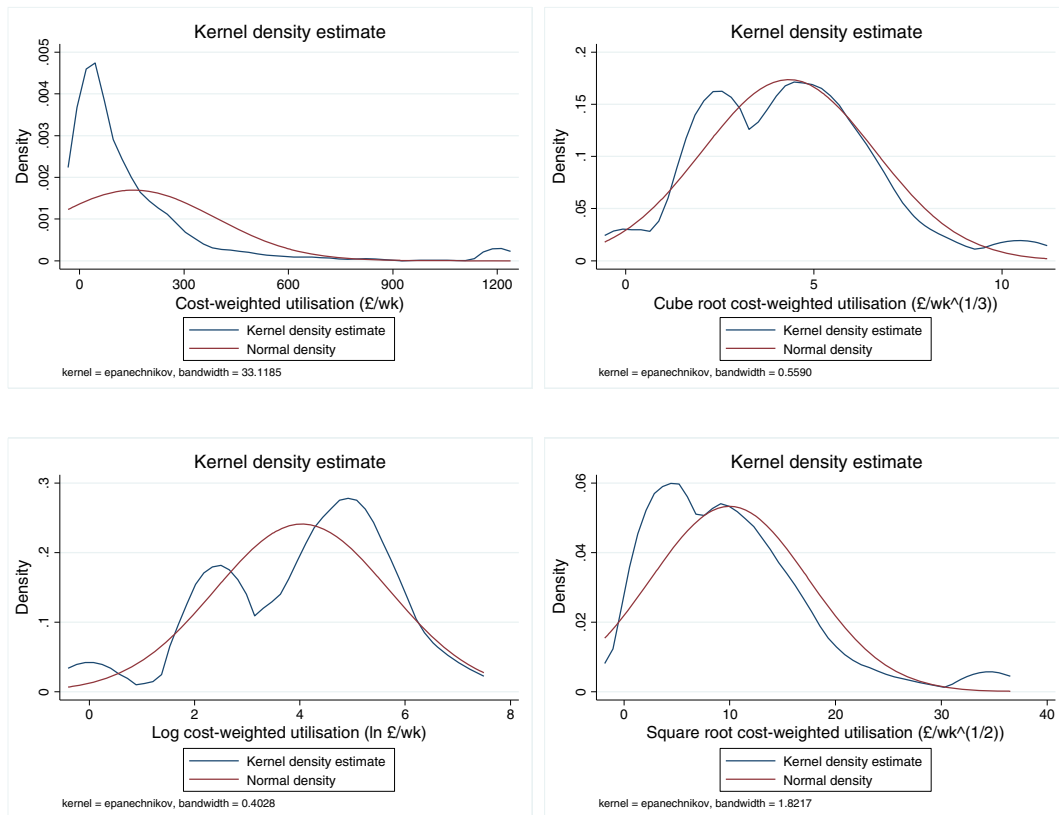 Kernel density estimate
Density
0 .001 .002 .003 .004 .005
0 300 600 900 1200
Cost-weighted utilisation (£/wk)
Kernel density estimate
Normal density
kernel = epanechnikov, bandwidth = 33.1185
Kernel density estimate
Density
0 .05 .1 .15 .2
0 5 10
Cube root cost-weighted utilisation (£/wk^(1/3))
Kernel density estimate
Normal density
kernel = epanechnikov, bandwidth = 0.5590
Kernel density estimate
Density
0 .1 .2 .3
0 2 4 6 8
Log cost-weighted utilisation (ln £/wk)
Kernel density estimate
Normal density
kernel = epanechnikov, bandwidth = 0.4028
Kernel density estimate
Density
0 .02 .04 .06
0 10 20 30 40
Square root cost-weighted utilisation (£/wk^(1/2))
Kernel density estimate
Normal density
kernel = epanechnikov, bandwidth = 1.8217